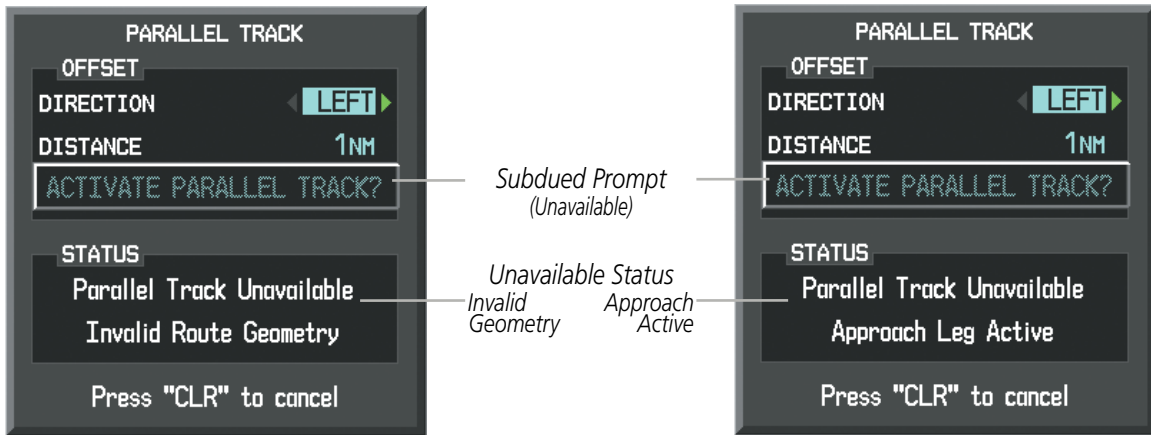 PARALLEL TRACK
OFFSET
DIRECTION LEFT
DISTANCE 1NM
ACTIVATE PARALLEL TRACK?
STATUS
Parallel Track Unavailable
Invalid Route Geometry
Press "CLR" to cancel
Subdued Prompt
(Unavailable)
Unavailable Status
Invalid Geometry
Approach Active
PARALLEL TRACK
OFFSET
DIRECTION LEFT
DISTANCE 1NM
ACTIVATE PARALLEL TRACK?
STATUS
Parallel Track Unavailable
Approach Leg Active
Press "CLR" to cancel